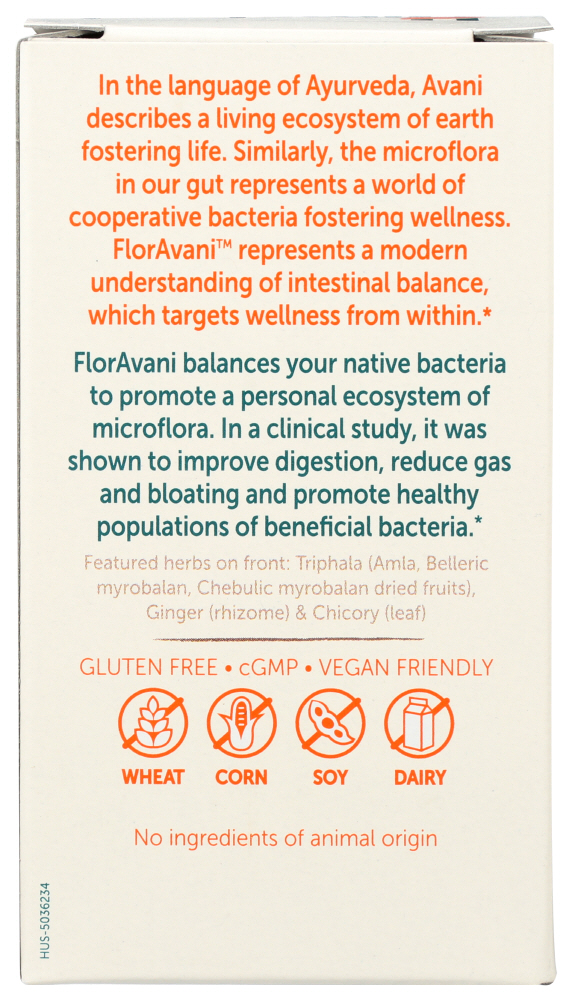 In the language of Ayurveda, Avani
describes a living ecosystem of earth
fostering life. Similarly, the microflora
in our gut represents a world of
cooperative bacteria fostering wellness.
FlorAvani™ represents a modern
understanding of intestinal balance,
which targets wellness from within.*
FlorAvani balances your native bacteria
to promote a personal ecosystem of
microflora. In a clinical study, it was
shown to improve digestion, reduce gas
and bloating and promote healthy
populations of beneficial bacteria.*
Featured herbs on front: Triphala (Amla, Belleric
myrobalan, Chebulic myrobalan dried fruits),
Ginger (rhizome) & Chicory (leaf)
GLUTEN FREE • cGMP • VEGAN FRIENDLY
WHEAT CORN SOY DAIRY
No ingredients of animal origin
HUS-5036234